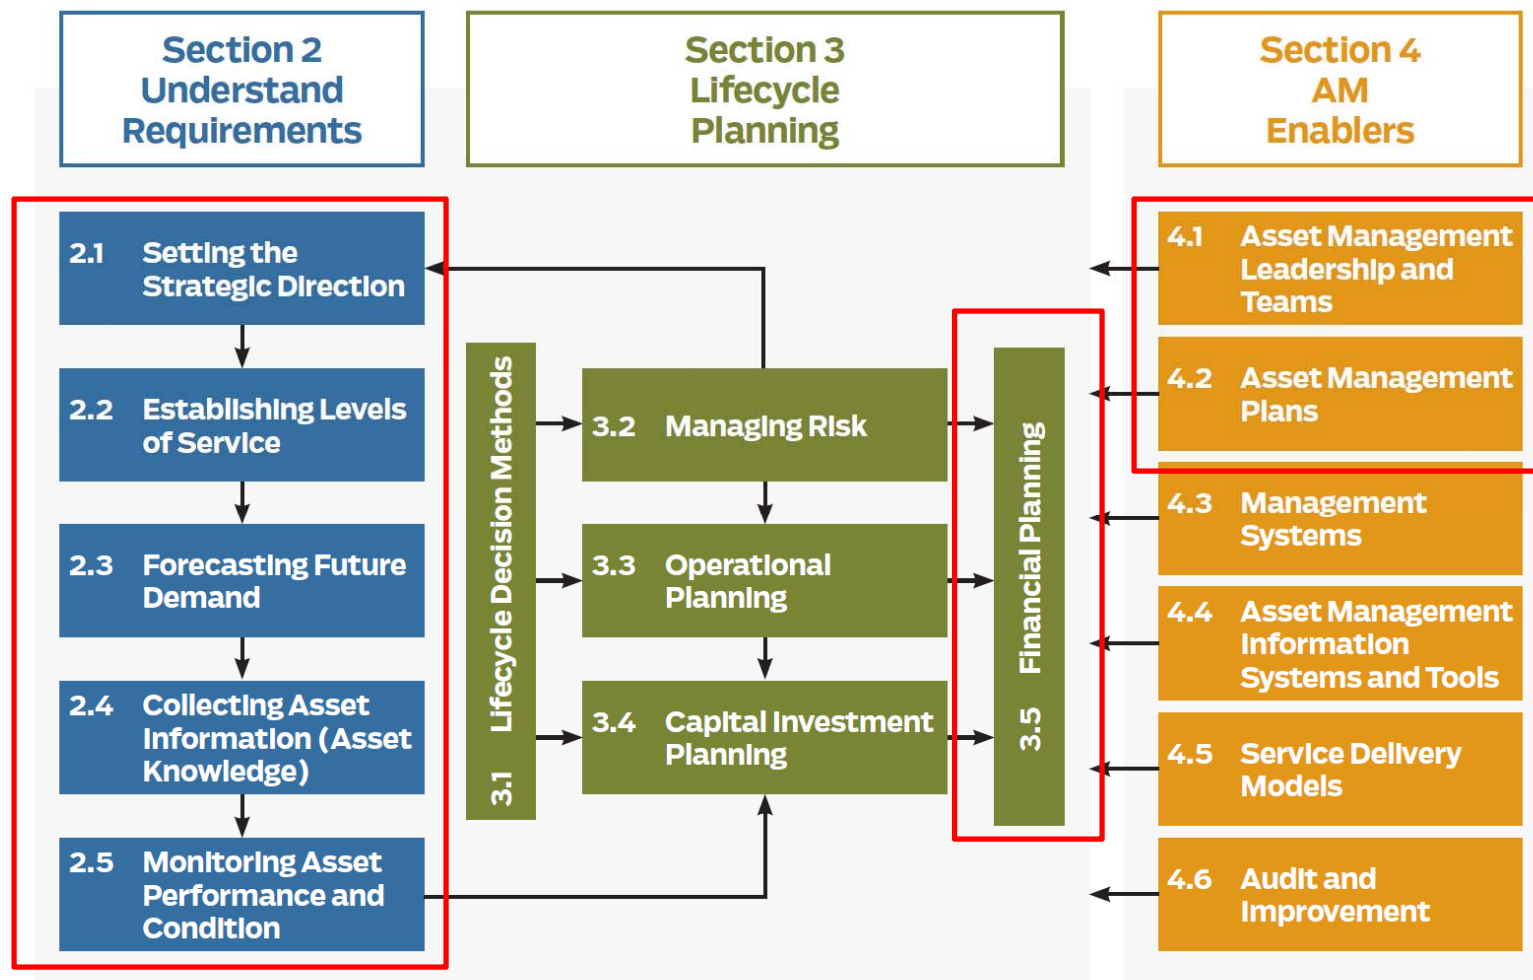 Section 2
Understand
Requirements
2.1 Setting the
Strategic Direction
2.2 Establishing Levels
of Service
2.3 Forecasting Future
Demand
2.4 Collecting Asset
Information (Asset
Knowledge)
2.5 Monitoring Asset
Performance and
Condition
Section 3
Lifecycle
Planning
3.1 Lifecycle Decision Methods
3.2 Managing Risk
3.3 Operational
Planning
3.4 Capital Investment
Planning
3.5 Financial Planning
Section 4
AM
Enablers
4.1 Asset Management
Leadership and
Teams
4.2 Asset Management
Plans
4.3 Management
Systems
4.4 Asset Management
Information
Systems and Tools
4.5 Service Delivery
Models
4.6 Audit and
Improvement